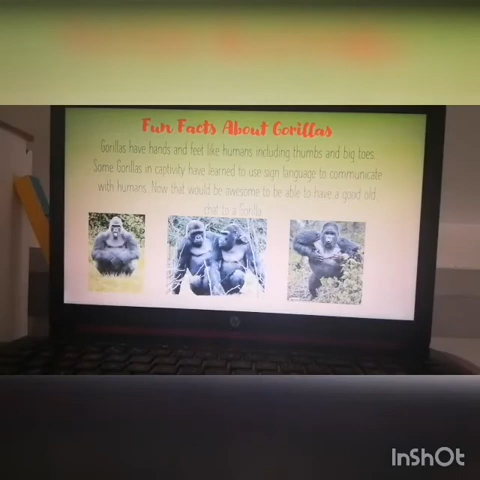 Fun Facts About Gorillas
Gorillas have hands and feet like humans including thumbs and big toes.
Some Gorillas in captivity have learned to use sign language to communicate
with humans. Now that would be awesome to be able to have a good old
chat to a Gorilla
hp
InShOt